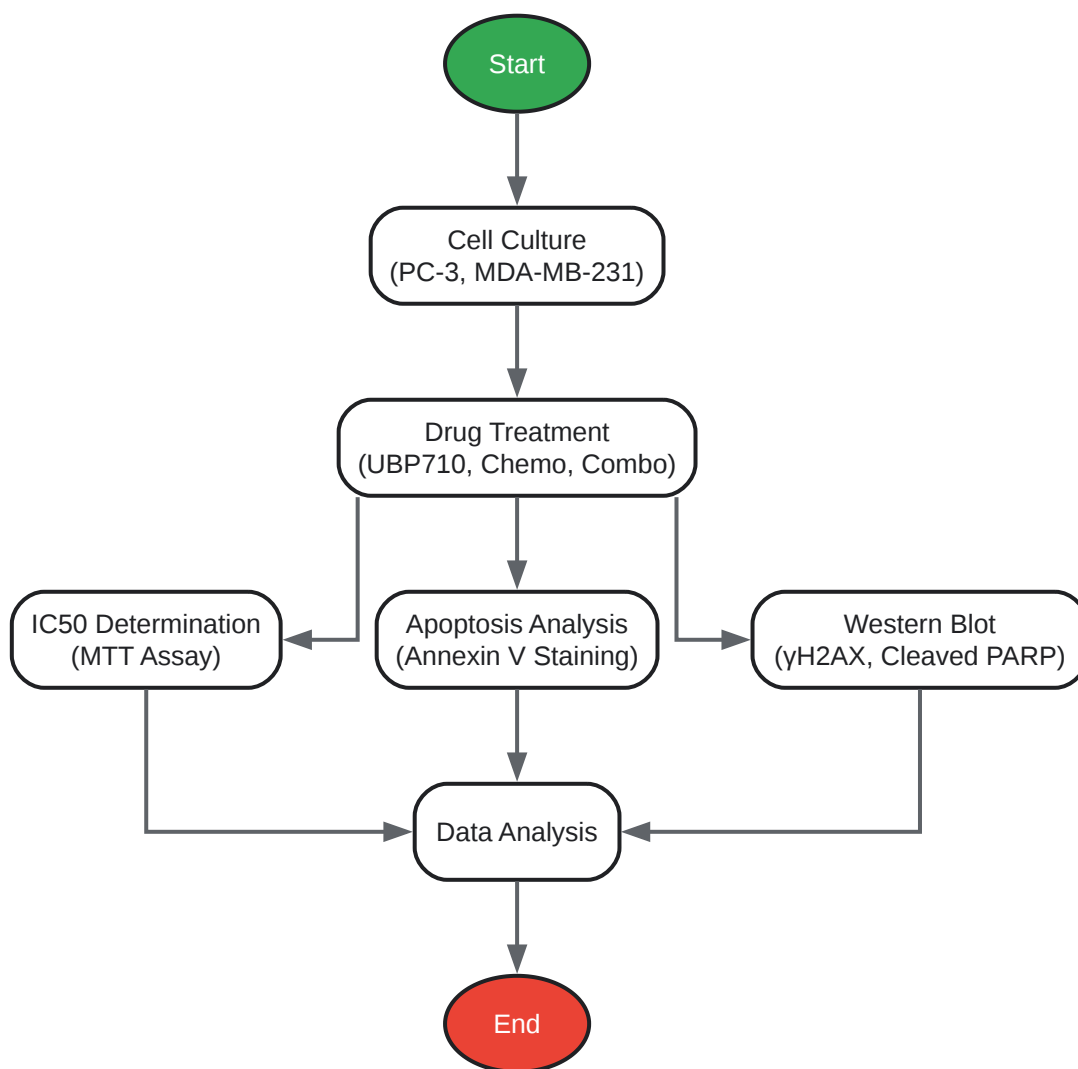 Start
Cell Culture
(PC-3, MDA-MB-231)
Drug Treatment
(UBP710, Chemo, Combo)
IC50 Determination
(MTT Assay)
Apoptosis Analysis
(Annexin V Staining)
Western Blot
(γH2AX, Cleaved PARP)
Data Analysis
End